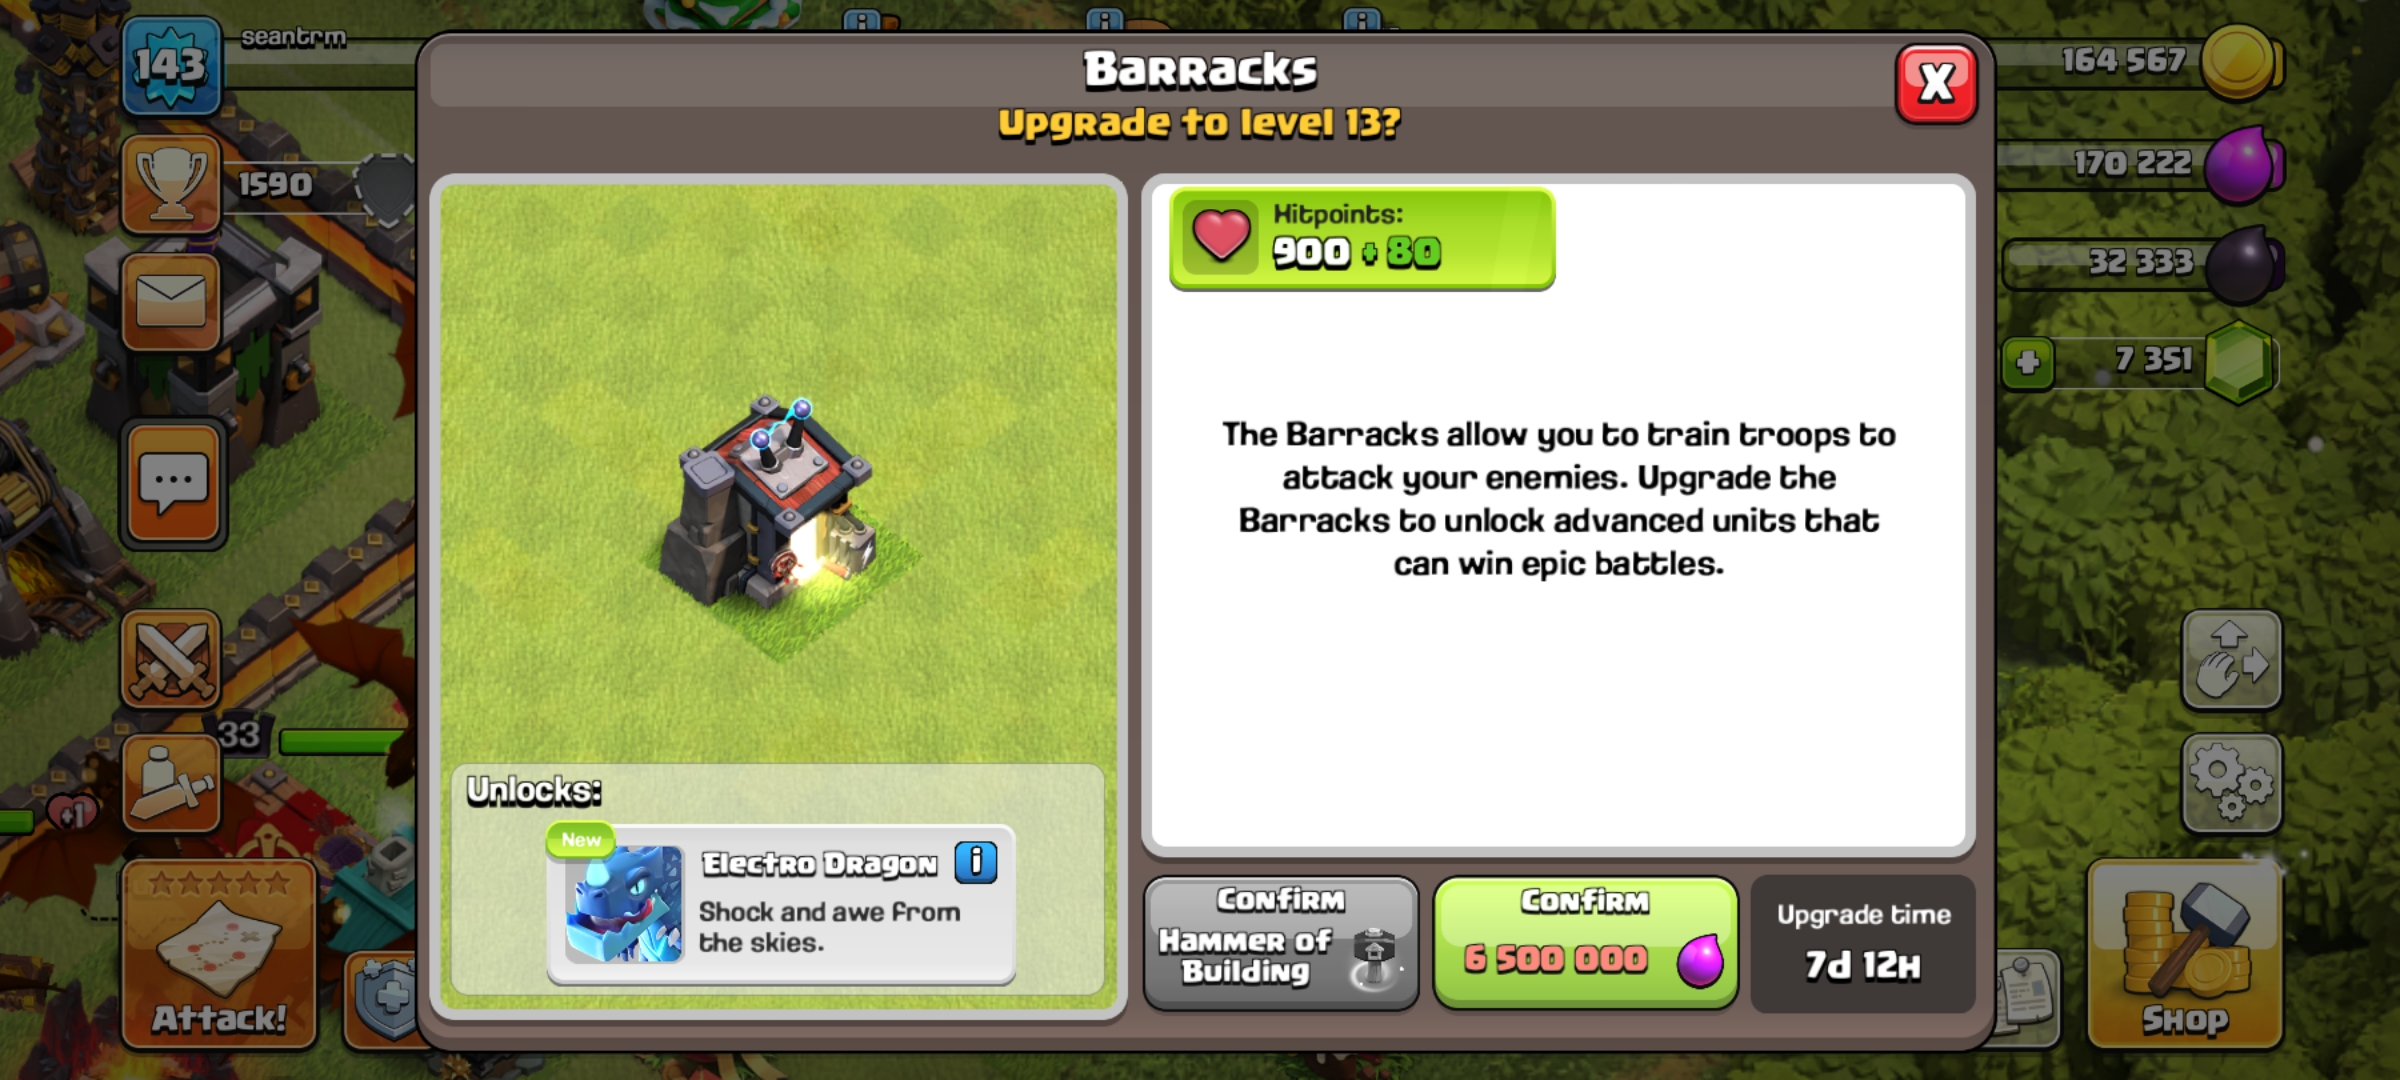 143
seantrm
1590
33
+1
Attack!
Barracks
Upgrade to level 13?
X
Unlocks:
New
Electro Dragon
i
Shock and awe from
the skies.
Hitpoints:
900 + 80
The Barracks allow you to train troops to
attack your enemies. Upgrade the
Barracks to unlock advanced units that
can win epic battles.
Confirm
Hammer of
Building
Confirm
6 500 000
Upgrade time
7d 12H
164 567
170 222
32 333
+
7 351
Shop